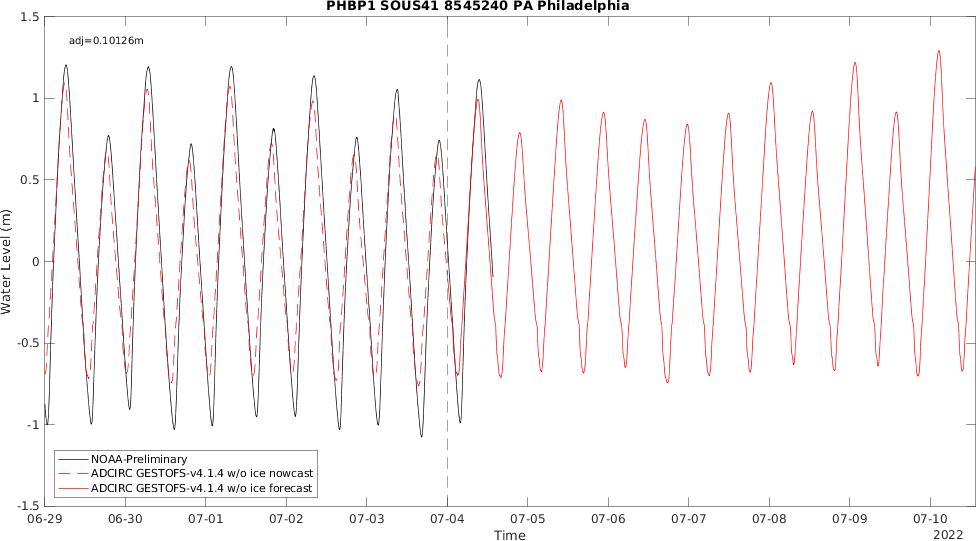 PHBP1 SOUS41 8545240 PA Philadelphia
adj=0.10126m
1.5
1
0.5
0
-0.5
-1
-1.5
Water Level (m)
NOAA-Preliminary
ADCIRC GESTOFS-v4.1.4 w/o ice nowcast
ADCIRC GESTOFS-v4.1.4 w/o ice forecast
06-29 06-30 07-01 07-02 07-03 07-04 07-05 07-06 07-07 07-08 07-09 07-10
Time
2022